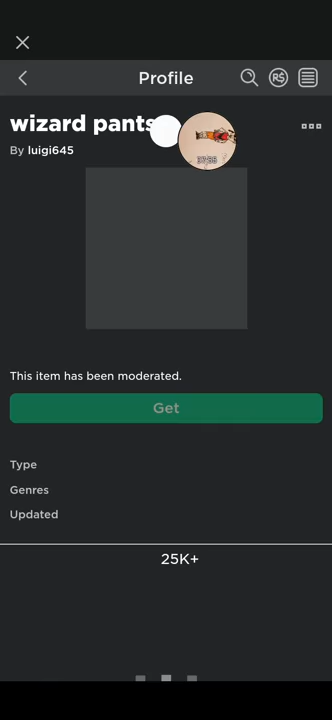 Profile
R$
wizard pants
By luigi645
This item has been moderated.
Get
Type
Genres
Updated
25K+